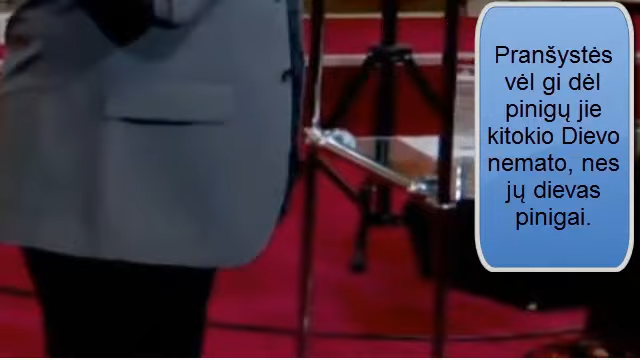 Pranšystės
vėl gi dėl
pinigų jie
kitokio Dievo
nemato, nes
jų dievas
pinigai.